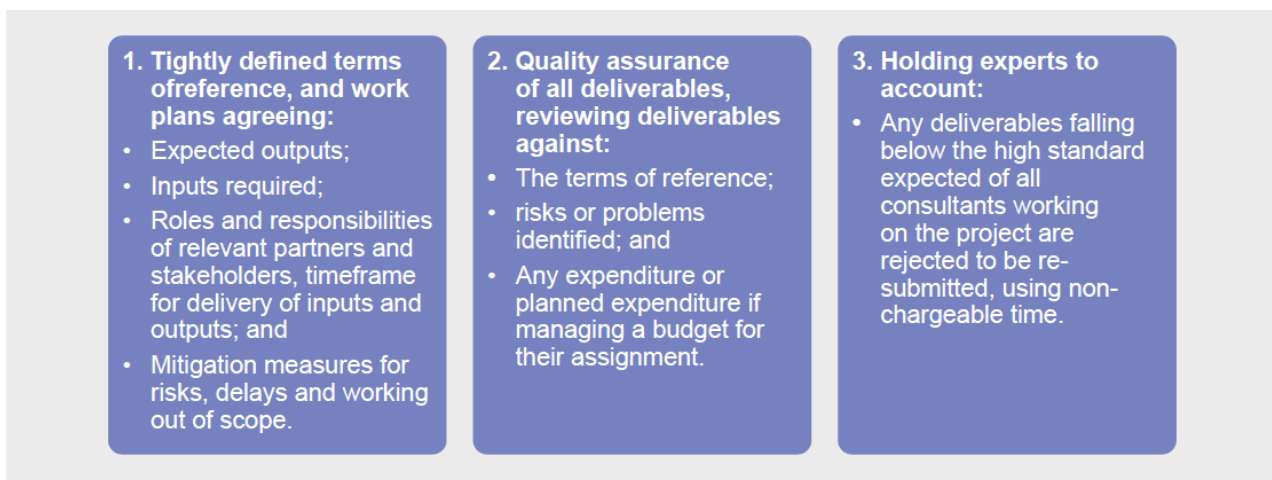 1. Tightly defined terms
ofreference, and work
plans agreeing:
• Expected outputs;
• Inputs required;
• Roles and responsibilities
of relevant partners and
stakeholders, timeframe
for delivery of inputs and
outputs; and
• Mitigation measures for
risks, delays and working
out of scope.
2. Quality assurance
of all deliverables,
reviewing deliverables
against:
• The terms of reference;
• risks or problems
identified; and
• Any expenditure or
planned expenditure if
managing a budget for
their assignment.
3. Holding experts to
account:
• Any deliverables falling
below the high standard
expected of all
consultants working
on the project are
rejected to be re-
submitted, using non-
chargeable time.